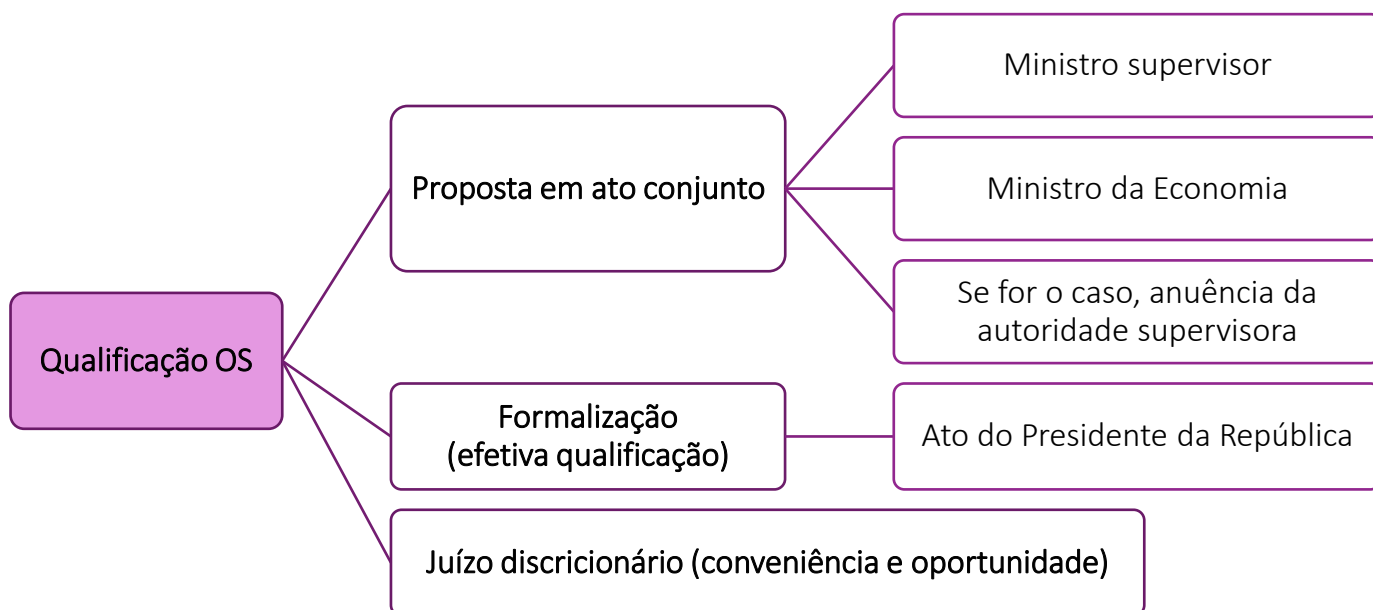 Qualificação OS
Proposta em ato conjunto
Ministro supervisor
Ministro da Economia
Se for o caso, anuência da
autoridade supervisora
Formalização
(efetiva qualificação)
Ato do Presidente da República
Juízo discricionário (conveniência e oportunidade)